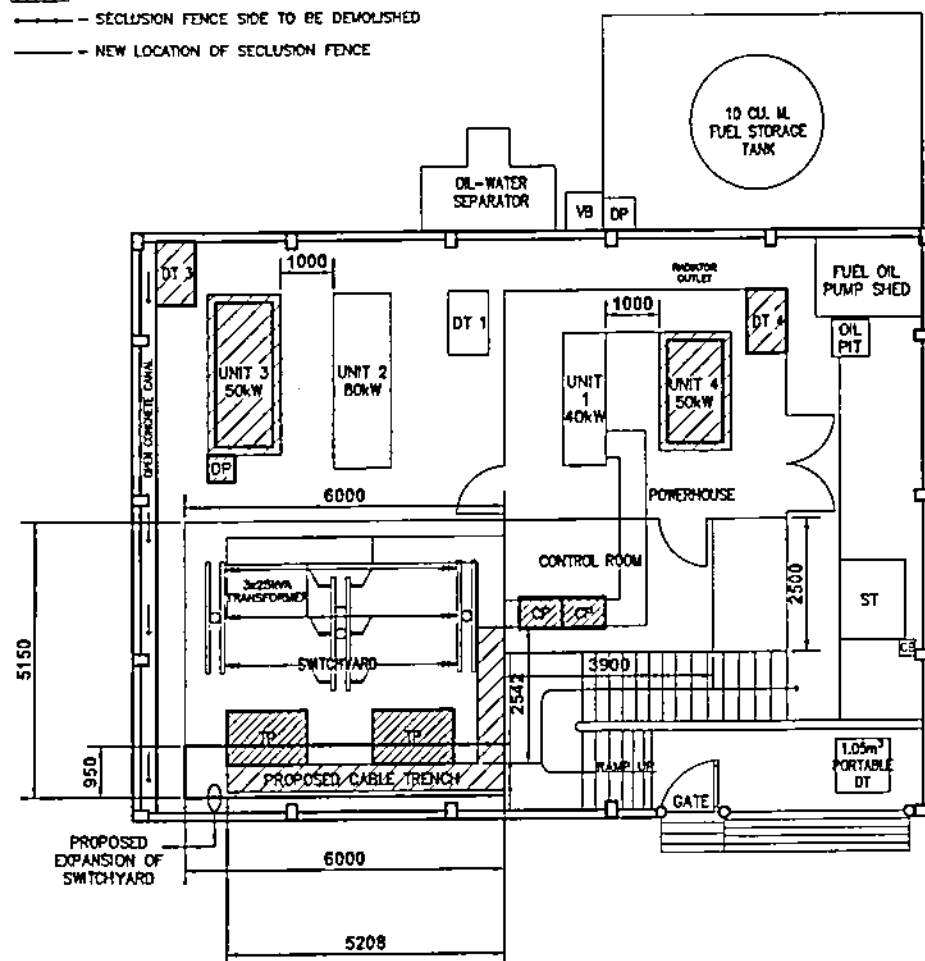 - SECLUSION FENCE SIDE TO BE DEMOLISHED
- NEW LOCATION OF SECLUSION FENCE
10 CU. M.
FUEL STORAGE
TANK
OIL-WATER
SEPARATOR
VB
DP
DT 3
1000
RADIATOR
OUTLET
FUEL OIL
PUMP SHED
DT 1
1000
DT 4
OIL
PIT
UNIT 3
50kW
UNIT 2
80kW
UNIT
1
40kW
UNIT 4
50kW
OPEN CONCRETE CANAL
DP
6000
POWERHOUSE
CONTROL ROOM
2500
3x25kVA
TRANSFORMER
CP
CP
ST
CB
5150
SWITCHYARD
3900
2542
TP
TP
950
PROPOSED CABLE TRENCH
RAMP UP
1.05m³
PORTABLE
DT
GATE
PROPOSED
EXPANSION OF
SWITCHYARD
6000
5208